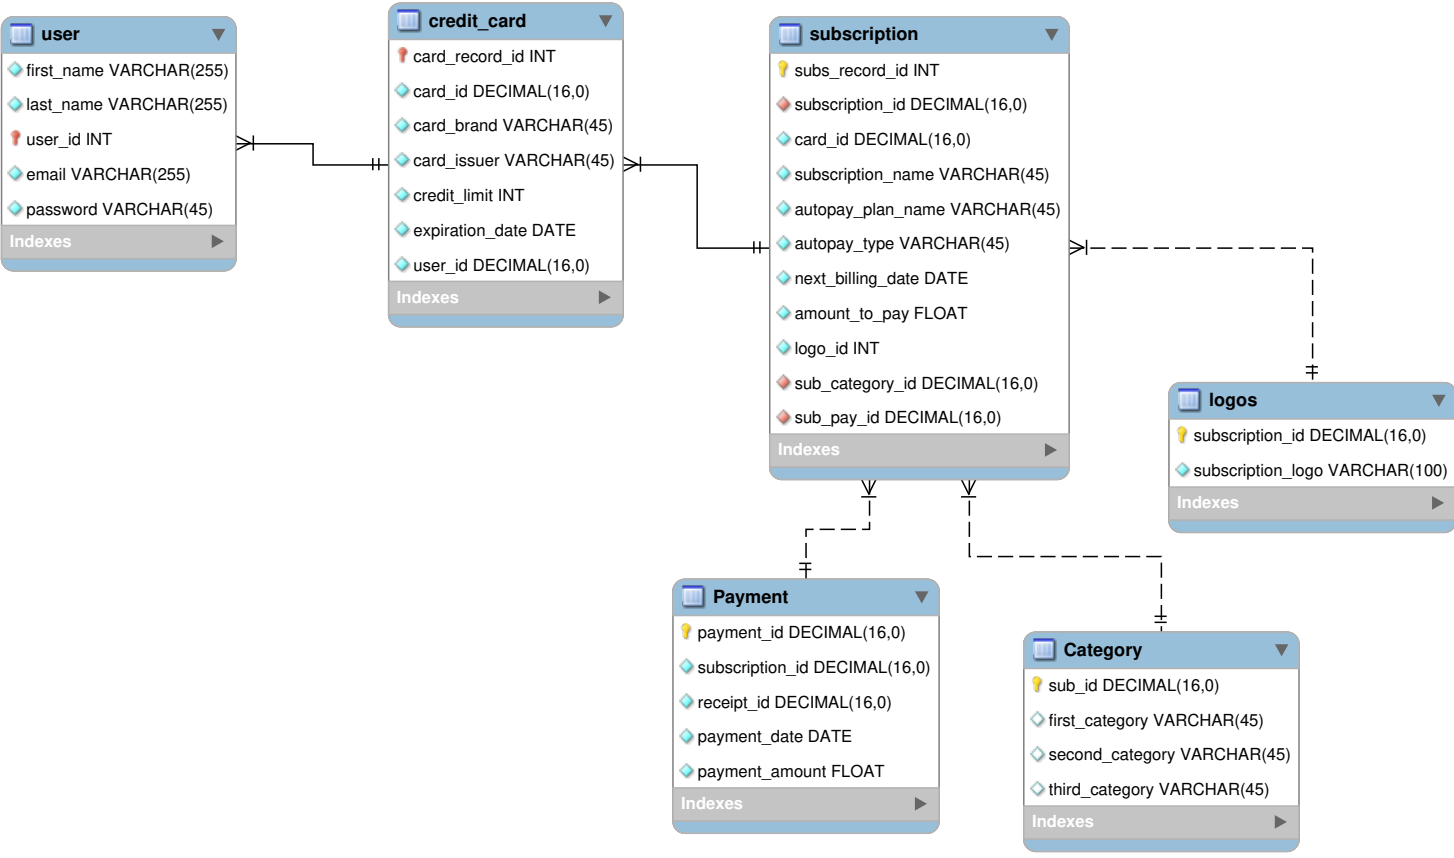 user
first_name VARCHAR(255)
last_name VARCHAR(255)
user_id INT
email VARCHAR(255)
password VARCHAR(45)
Indexes
credit_card
card_record_id INT
card_id DECIMAL(16,0)
card_brand VARCHAR(45)
card_issuer VARCHAR(45)
credit_limit INT
expiration_date DATE
user_id DECIMAL(16,0)
Indexes
subscription
subs_record_id INT
subscription_id DECIMAL(16,0)
card_id DECIMAL(16,0)
subscription_name VARCHAR(45)
autopay_plan_name VARCHAR(45)
autopay_type VARCHAR(45)
next_billing_date DATE
amount_to_pay FLOAT
logo_id INT
sub_category_id DECIMAL(16,0)
sub_pay_id DECIMAL(16,0)
Indexes
logos
subscription_id DECIMAL(16,0)
subscription_logo VARCHAR(100)
Indexes
Payment
payment_id DECIMAL(16,0)
subscription_id DECIMAL(16,0)
receipt_id DECIMAL(16,0)
payment_date DATE
payment_amount FLOAT
Indexes
Category
sub_id DECIMAL(16,0)
first_category VARCHAR(45)
second_category VARCHAR(45)
third_category VARCHAR(45)
Indexes